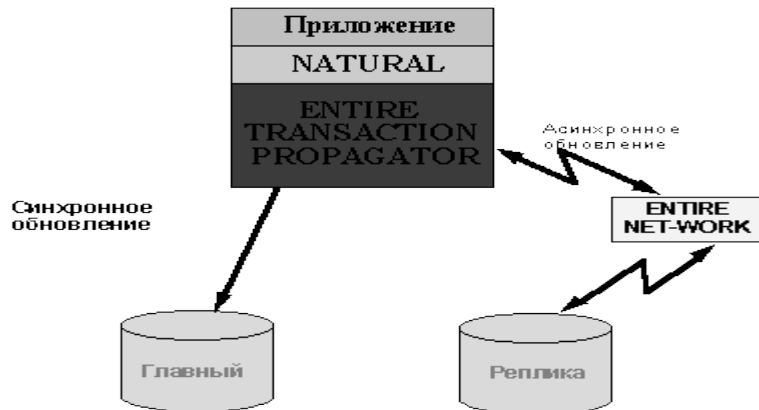 Приложение
NATURAL
ENTIRE
TRANSACTION
PROPAGATOR
Асинхронное
обновление
Синхронное
обновление
ENTIRE
NET-WORK
Главный
Реплика